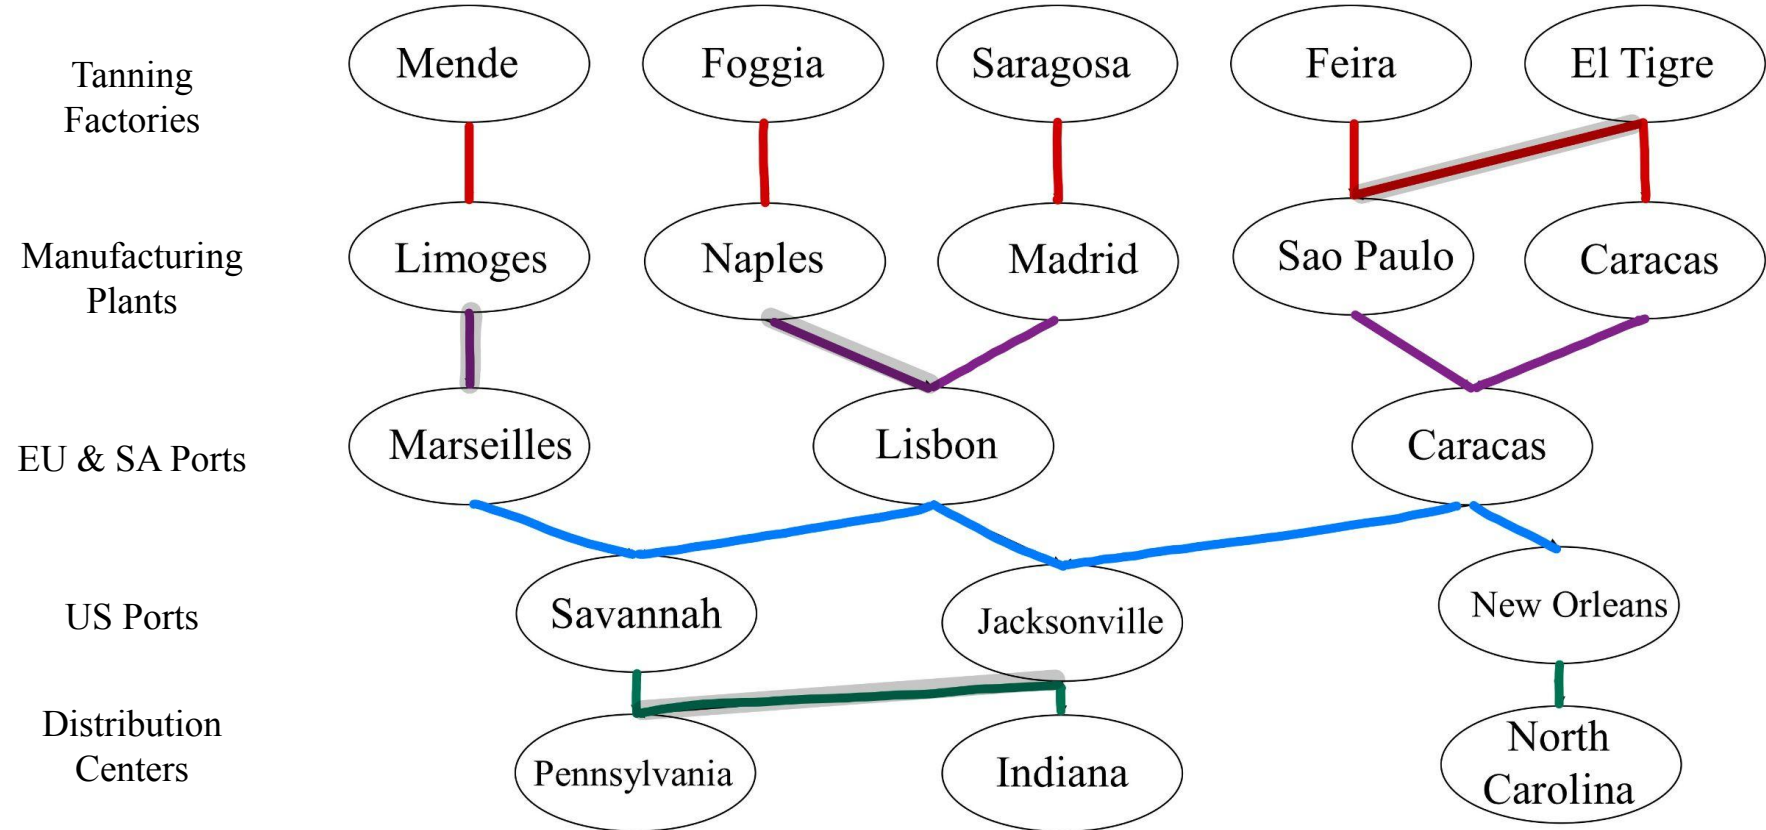 Tanning
Factories
Mende
Foggia
Saragosa
Feira
El Tigre
Manufacturing
Plants
Limoges
Naples
Madrid
Sao Paulo
Caracas
EU & SA Ports
Marseilles
Lisbon
Caracas
US Ports
Savannah
Jacksonville
New Orleans
Distribution
Centers
Pennsylvania
Indiana
North
Carolina